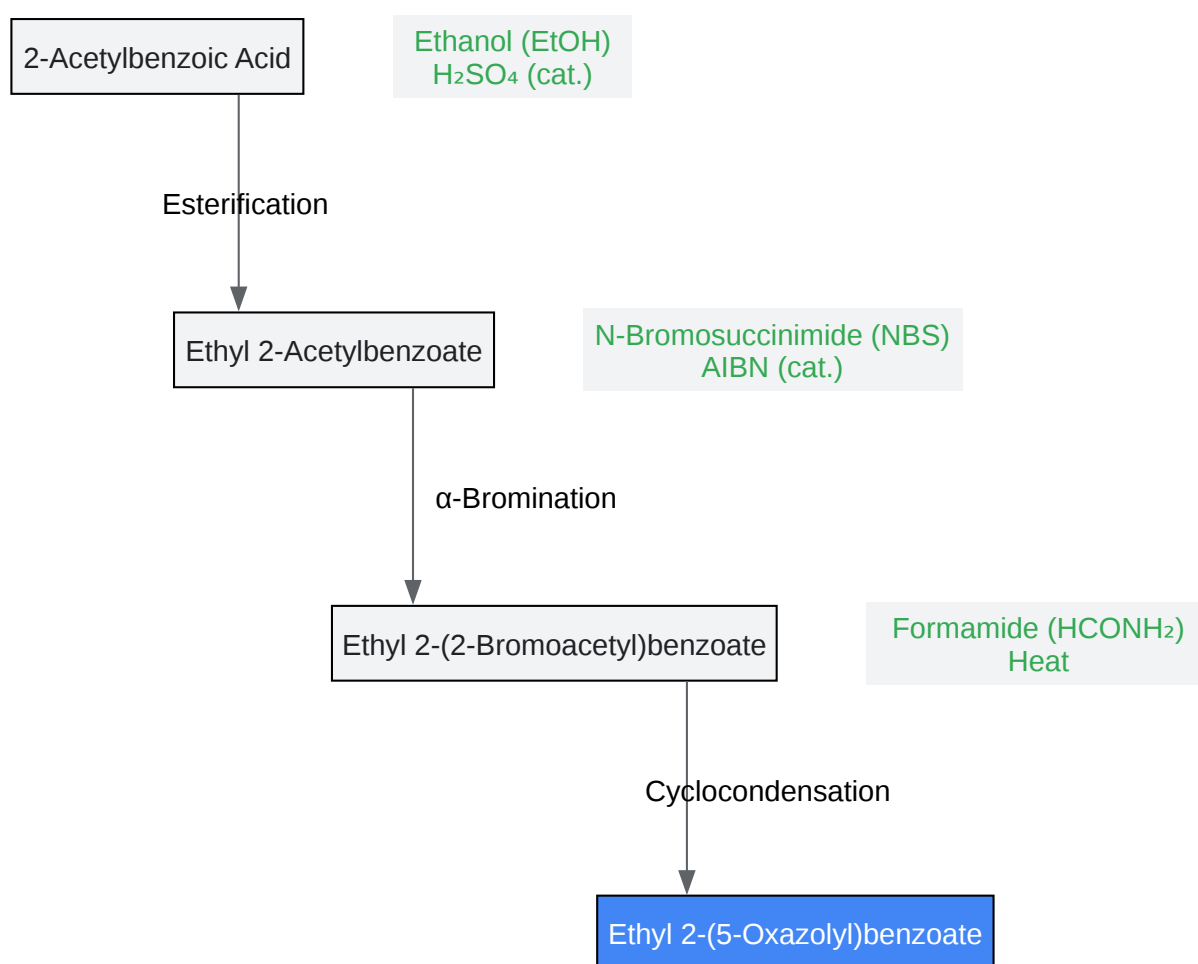 2-Acetylbenzoic Acid
Ethanol (EtOH)
H₂SO₄ (cat.)
Esterification
Ethyl 2-Acetylbenzoate
N-Bromosuccinimide (NBS)
AIBN (cat.)
α-Bromination
Ethyl 2-(2-Bromoacetyl)benzoate
Formamide (HCONH₂)
Heat
Cyclocondensation
Ethyl 2-(5-Oxazolyl)benzoate